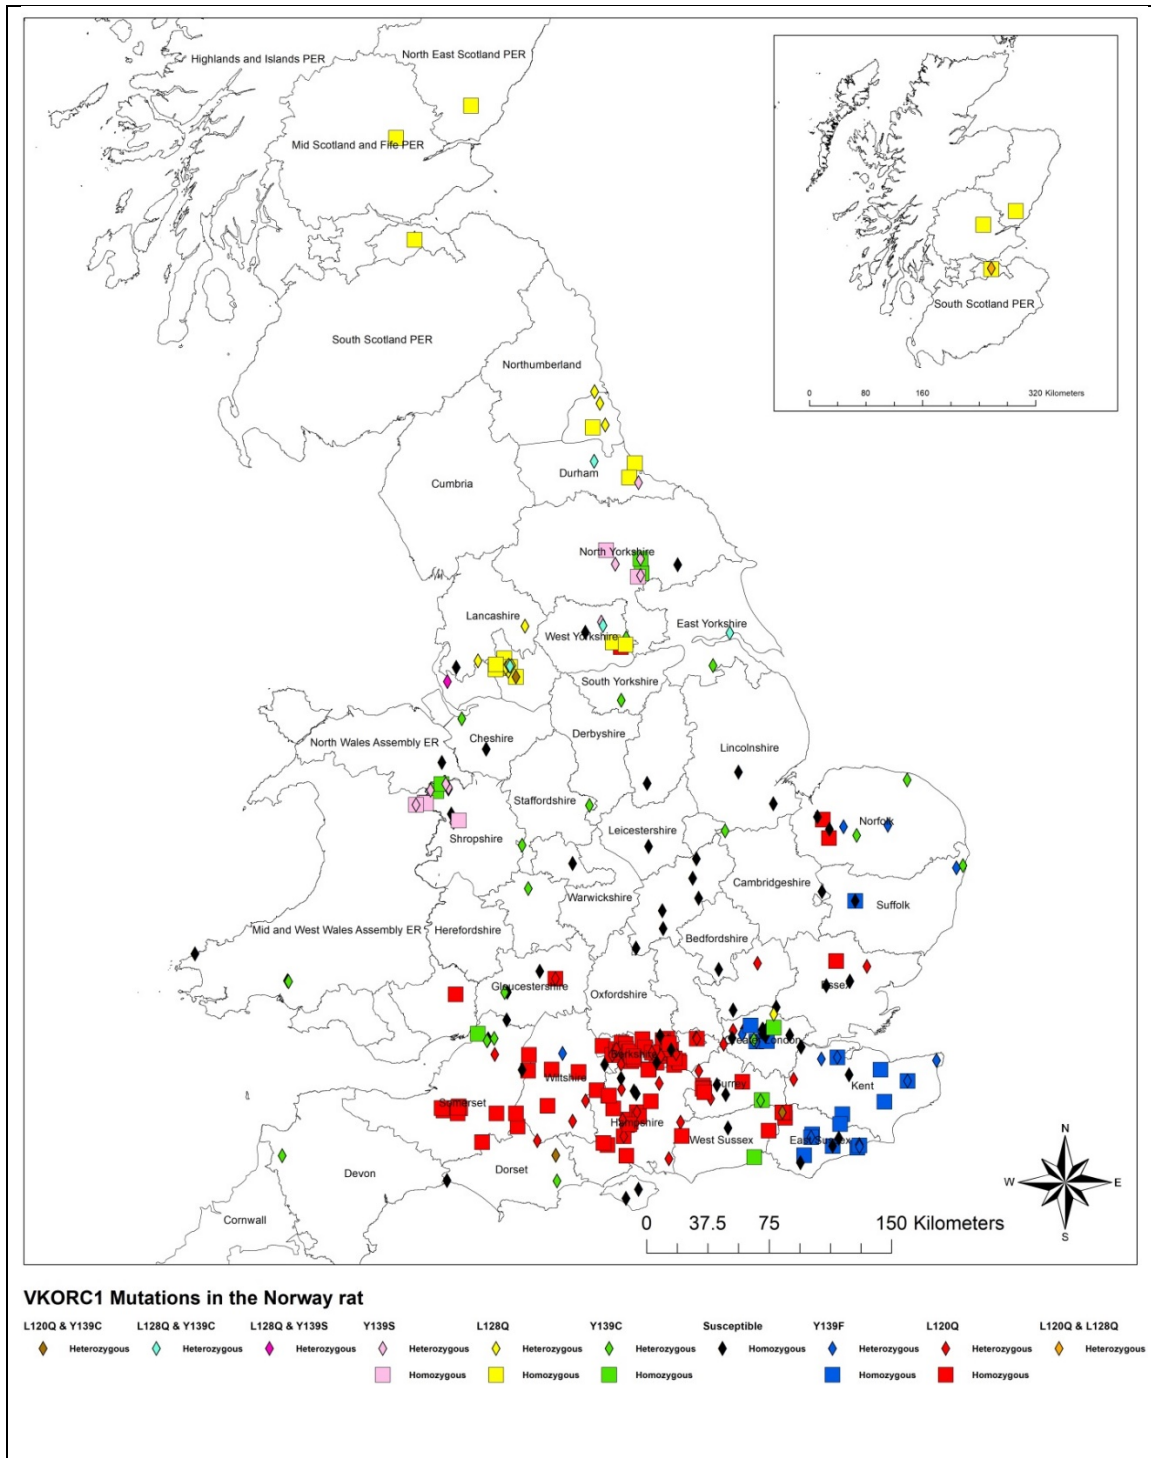 North East Scotland PER
Highlands and Islands PER
Mid Scotland and Fife PER
South Scotland PER
South Scotland PER
0 80 160 320 Kilometers
Northumberland
Durham
Cumbria
North Yorkshire
Lancashire
West Yorkshire
East Yorkshire
South Yorkshire
Derbyshire
Cheshire
North Wales Assembly ER
Lincolnshire
Staffordshire
Norfolk
Leicestershire
Shropshire
Cambridgeshire
Warwickshire
Suffolk
Mid and West Wales Assembly ER
Herefordshire
Bedfordshire
Gloucestershire
Oxfordshire
Essex
Greater London
Berkshire
Wiltshire
Surrey
Kent
Somerset
Hampshire
West Sussex
East Sussex
Devon
Dorset
Cornwall
N
W E
S
0 37.5 75 150 Kilometers
VKORC1 Mutations in the Norway rat
L120Q & Y139C L128Q & Y139C L128Q & Y139S Y139S L128Q Y139C Susceptible Y139F L120Q L120Q & L128Q
Heterozygous Heterozygous Heterozygous Heterozygous Heterozygous Heterozygous Homozygous Heterozygous Heterozygous Heterozygous
Homozygous Homozygous Homozygous Homozygous Homozygous